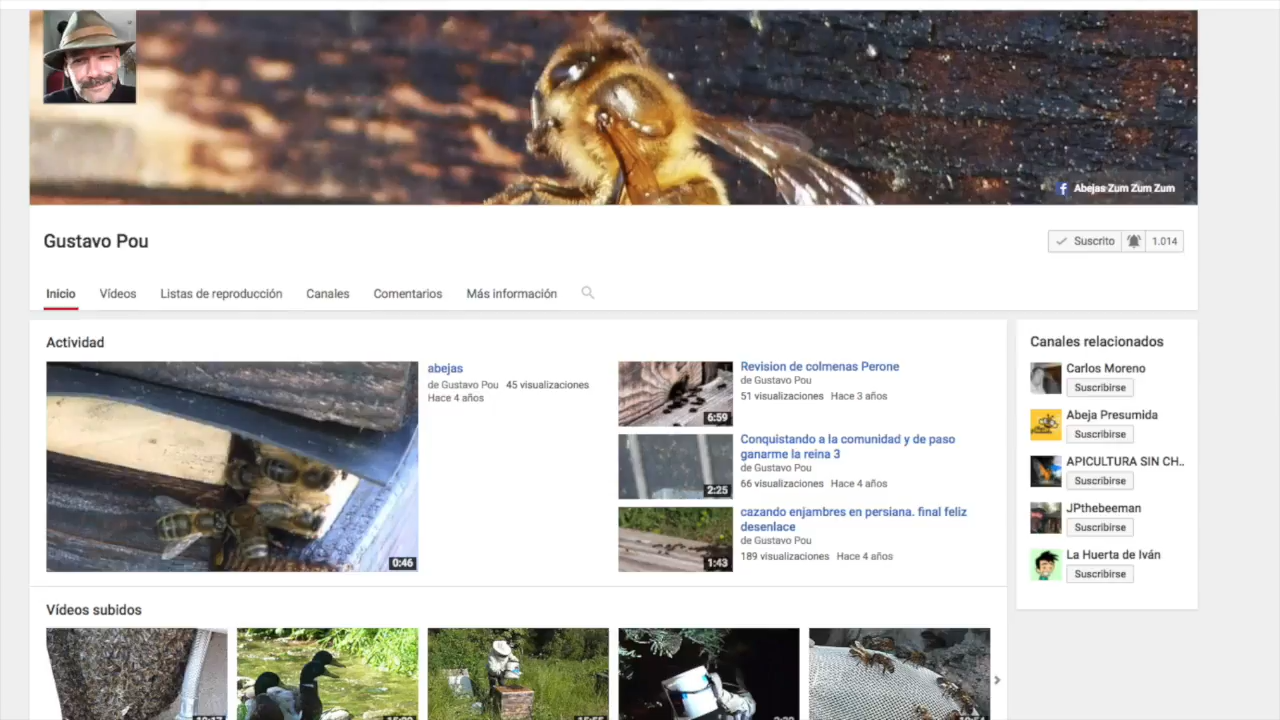 Abejas Zum Zum Zum
Gustavo Pou
Suscrito
1.014
Inicio
Vídeos
Listas de reproducción
Canales
Comentarios
Más información
Actividad
abejas
de Gustavo Pou 45 visualizaciones
Hace 4 años
0:46
Revision de colmenas Perone
de Gustavo Pou
51 visualizaciones Hace 3 años
6:59
Conquistando a la comunidad y de paso
ganarme la reina 3
de Gustavo Pou
66 visualizaciones Hace 4 años
2:25
cazando enjambres en persiana. final feliz
desenlace
de Gustavo Pou
189 visualizaciones Hace 4 años
1:43
Canales relacionados
Carlos Moreno
Suscribirse
Abeja Presumida
Suscribirse
APICULTURA SIN CH..
Suscribirse
JPthebeeman
Suscribirse
La Huerta de Iván
Suscribirse
Vídeos subidos